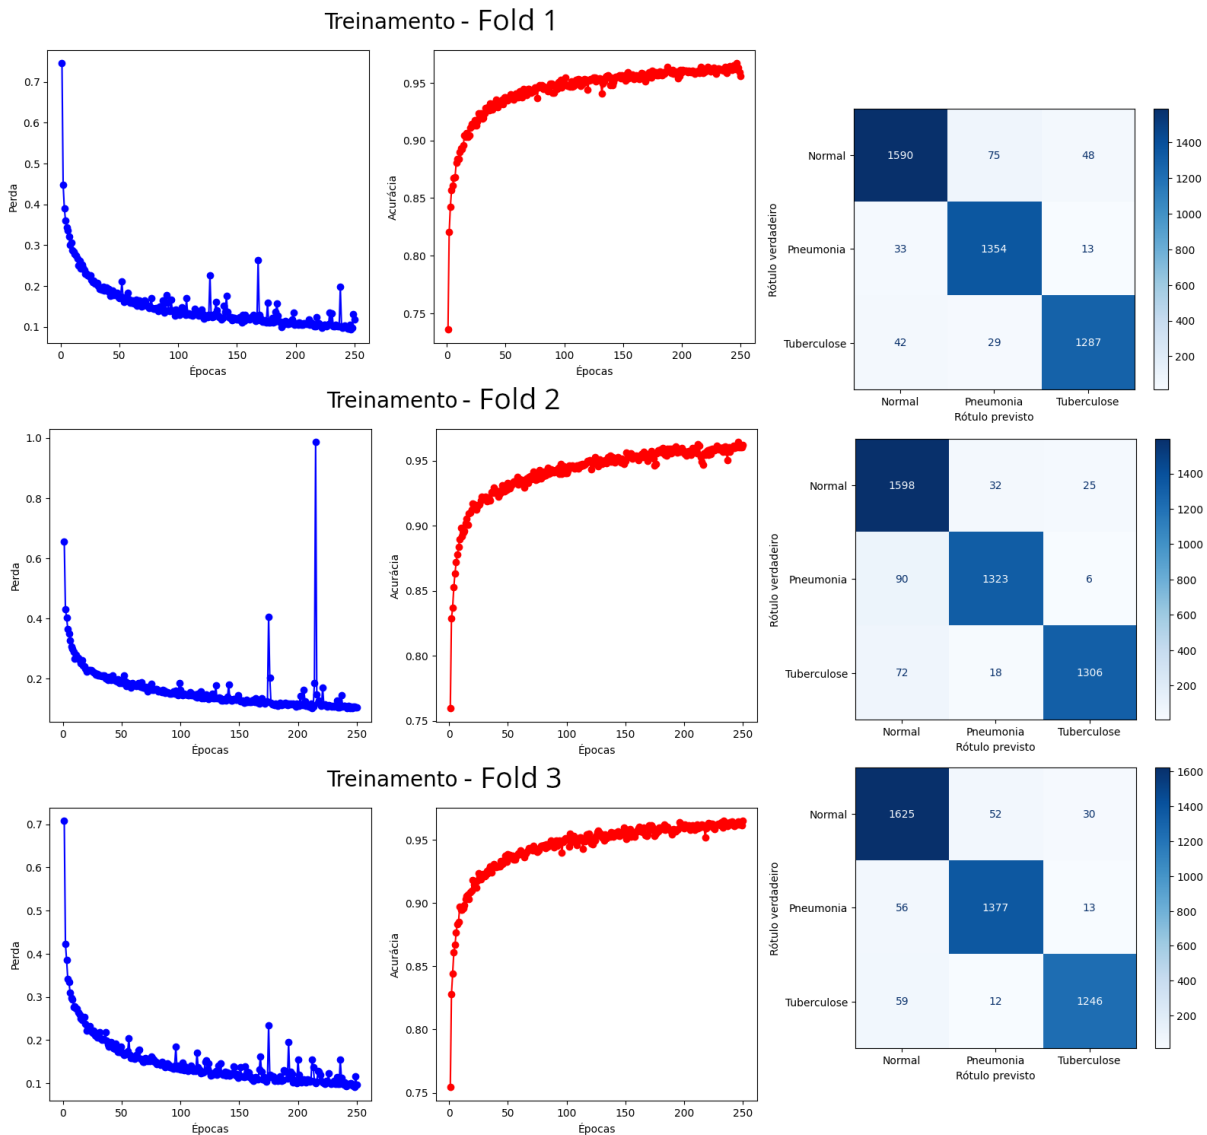 Treinamento - Fold 1
0.7
0.6
0.5
0.4
0.3
0.2
0.1
Perda
0 50 100 150 200 250
Épocas
0.95
0.90
0.85
0.80
0.75
Acurácia
0 50 100 150 200 250
Épocas
Rótulo verdadeiro
Normal 1590 75 48
Pneumonia 33 1354 13
Tuberculose 42 29 1287
Normal Pneumonia Tuberculose
Rótulo previsto
1400
1200
1000
800
600
400
200
Treinamento - Fold 2
1.0
0.8
0.6
0.4
0.2
Perda
0 50 100 150 200 250
Épocas
0.95
0.90
0.85
0.80
0.75
Acurácia
0 50 100 150 200 250
Épocas
Rótulo verdadeiro
Normal 1598 32 25
Pneumonia 90 1323 6
Tuberculose 72 18 1306
Normal Pneumonia Tuberculose
Rótulo previsto
1400
1200
1000
800
600
400
200
Treinamento - Fold 3
0.7
0.6
0.5
0.4
0.3
0.2
0.1
Perda
0 50 100 150 200 250
Épocas
0.95
0.90
0.85
0.80
0.75
Acurácia
0 50 100 150 200 250
Épocas
Rótulo verdadeiro
Normal 1625 52 30
Pneumonia 56 1377 13
Tuberculose 59 12 1246
Normal Pneumonia Tuberculose
Rótulo previsto
1600
1400
1200
1000
800
600
400
200